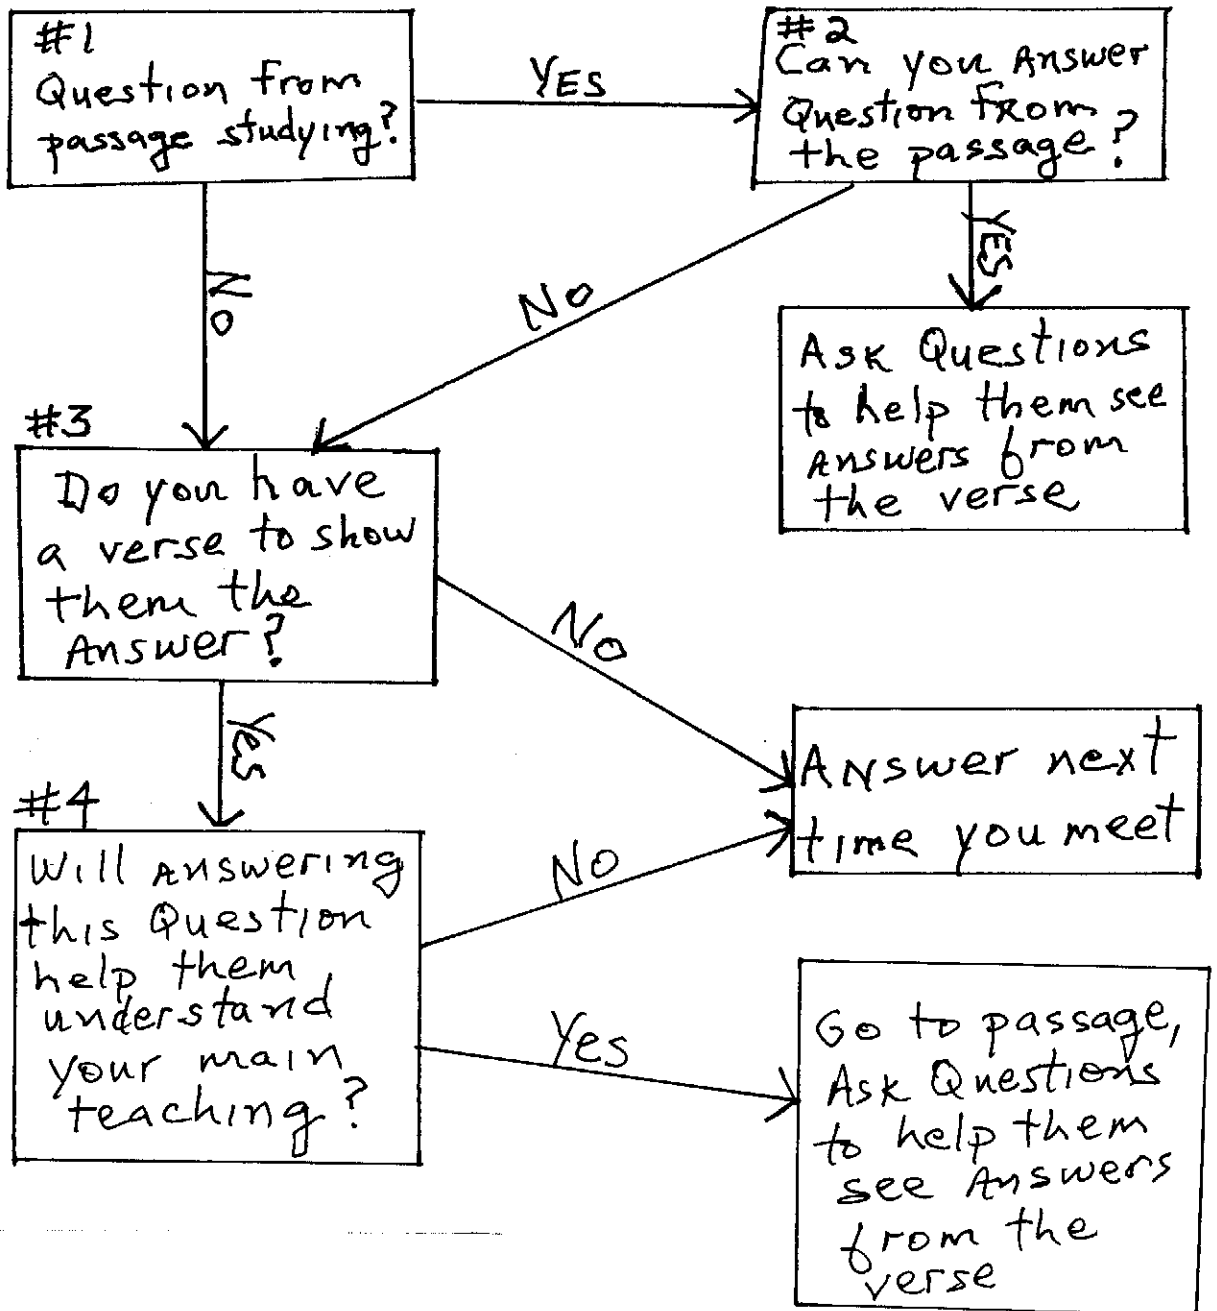 #1
Question from
passage studying?
YES
#2
Can you Answer
Question from
the passage?
NO
No
YES
Ask Questions
to help them see
Answers from
the verse
#3
Do you have
a verse to show
them the
Answer?
No
Yes
Answer next
time you meet
#4
Will Answering
this Question
help them
understand
your main
teaching?
No
Yes
Go to passage,
Ask Questions
to help them
see Answers
from the
verse